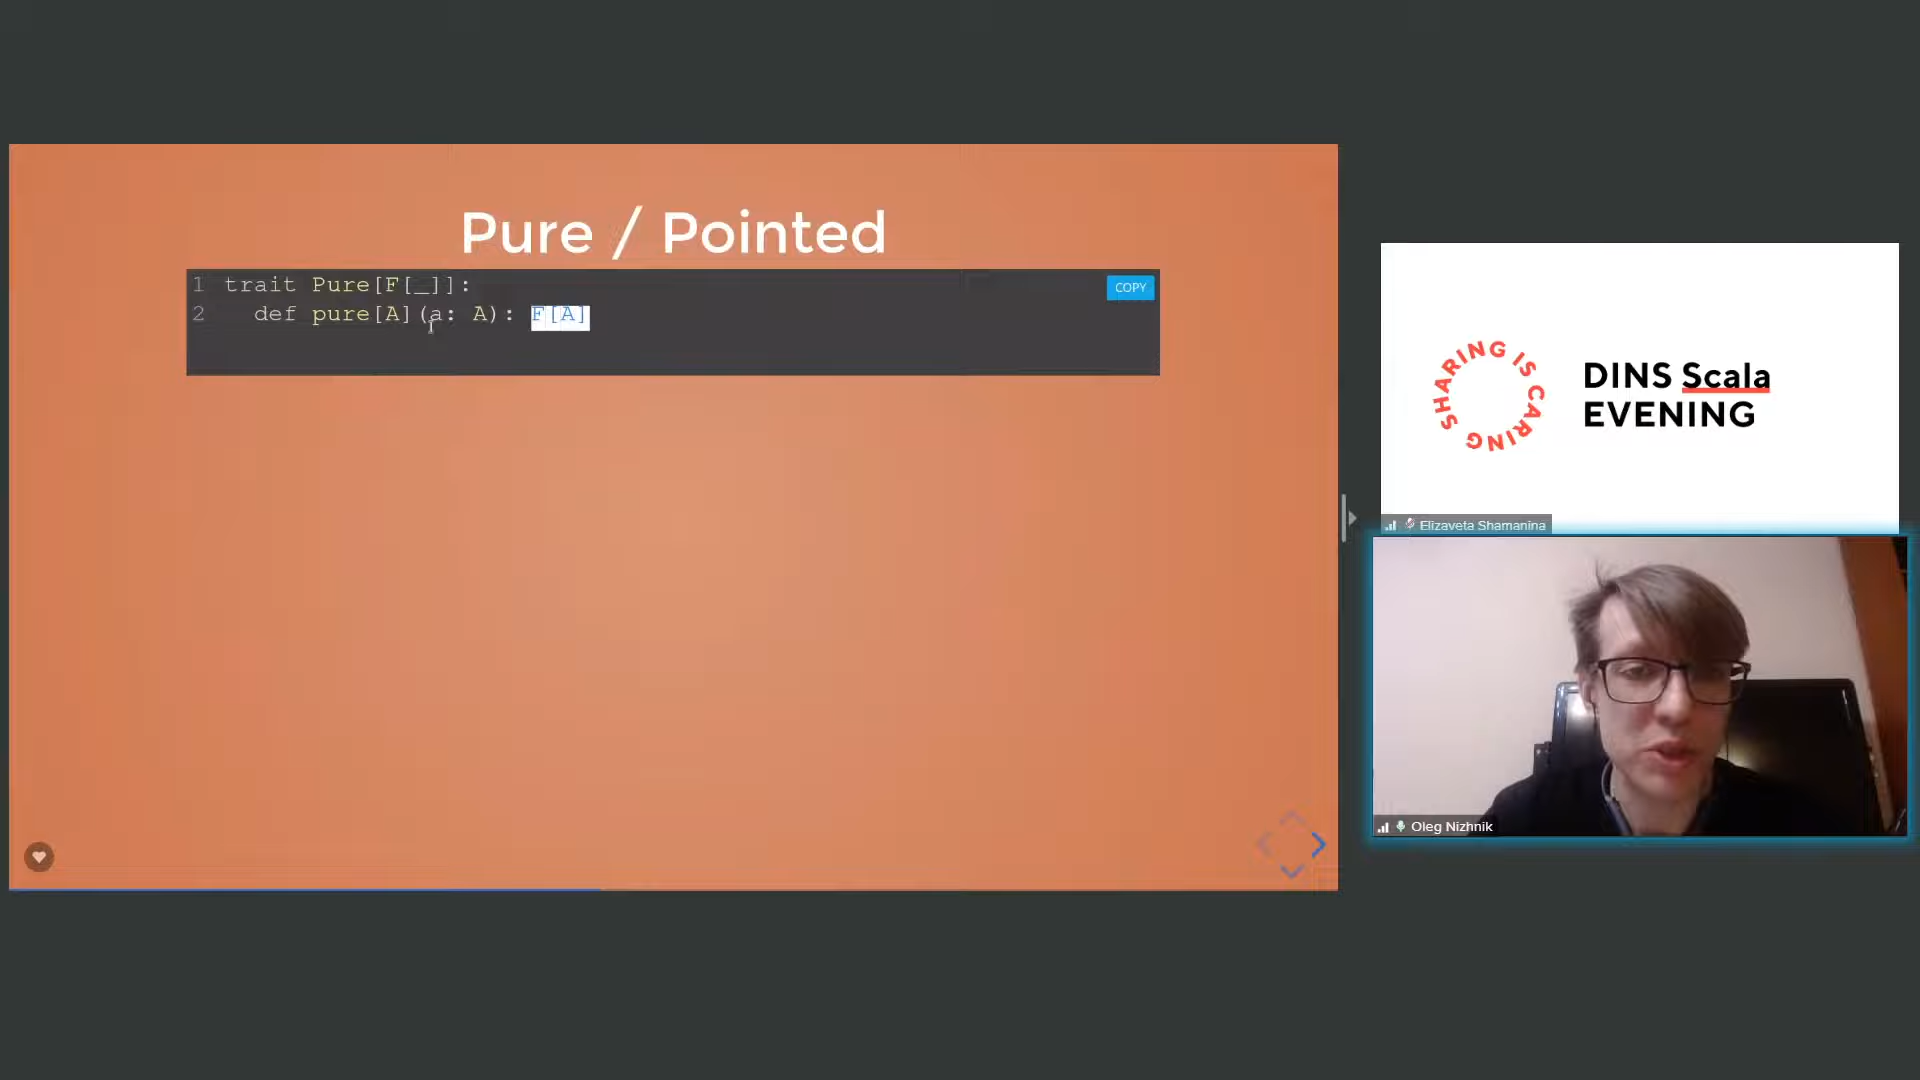 Pure / Pointed
1 trait Pure[F[_]]:
2 def pure[A](a: A): F[A]
COPY
SHARING IS CARING
DINS Scala
EVENING
Elizaveta Shamanina
Oleg Nizhnik